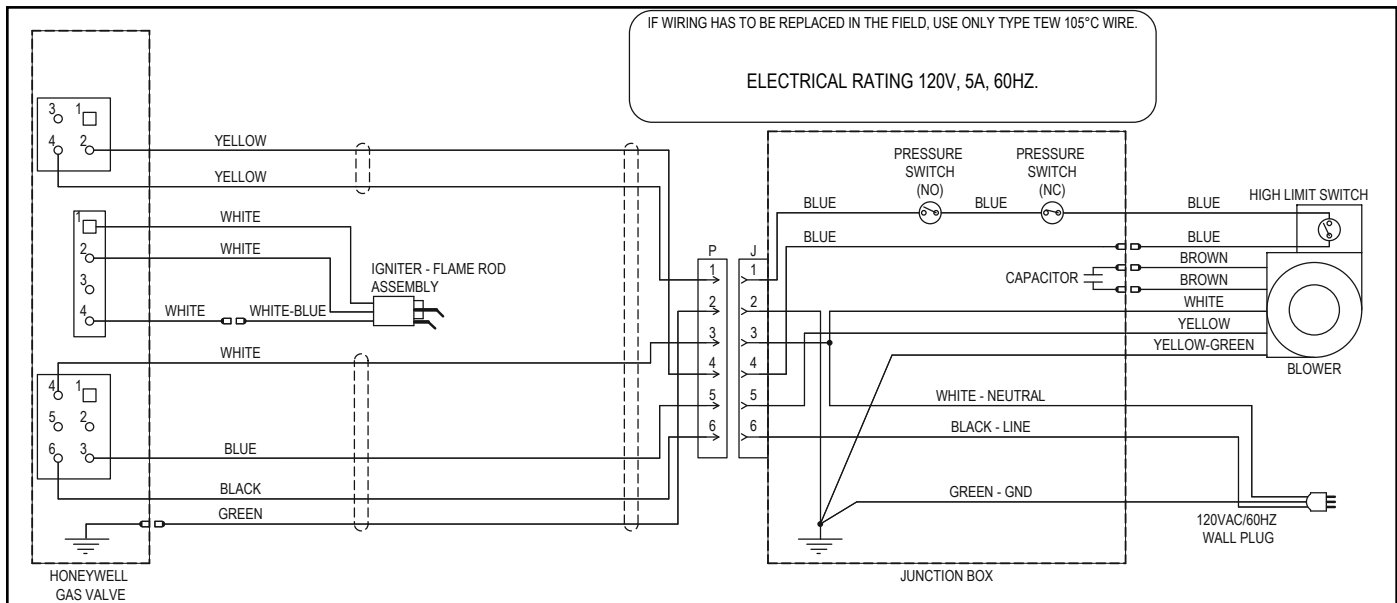 IF WIRING HAS TO BE REPLACED IN THE FIELD, USE ONLY TYPE TEW 105°C WIRE.
ELECTRICAL RATING 120V, 5A, 60HZ.
3 1
4 2
YELLOW
YELLOW
1
2
3
4
WHITE
WHITE
WHITE
WHITE-BLUE
IGNITER - FLAME ROD
ASSEMBLY
WHITE
4 1
5 2
6 3
BLUE
BLACK
GREEN
HONEYWELL
GAS VALVE
P J
1 1
2 2
3 3
4 4
5 5
6 6
PRESSURE
SWITCH
(NO)
PRESSURE
SWITCH
(NC)
BLUE
BLUE
BLUE
HIGH LIMIT SWITCH
BLUE
BLUE
CAPACITOR
BROWN
BROWN
WHITE
YELLOW
YELLOW-GREEN
BLOWER
WHITE - NEUTRAL
BLACK - LINE
GREEN - GND
120VAC/60HZ
WALL PLUG
JUNCTION BOX